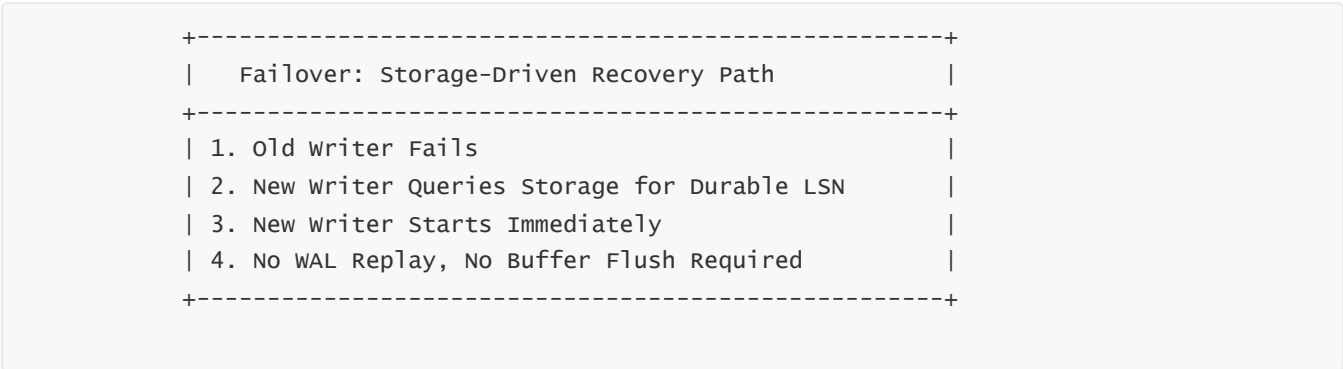 +-----------------------------------------------------+
|   Failover: Storage-Driven Recovery Path            |
+-----------------------------------------------------+
| 1. Old Writer Fails                                 |
| 2. New Writer Queries Storage for Durable LSN       |
| 3. New Writer Starts Immediately                    |
| 4. No WAL Replay, No Buffer Flush Required          |
+-----------------------------------------------------+